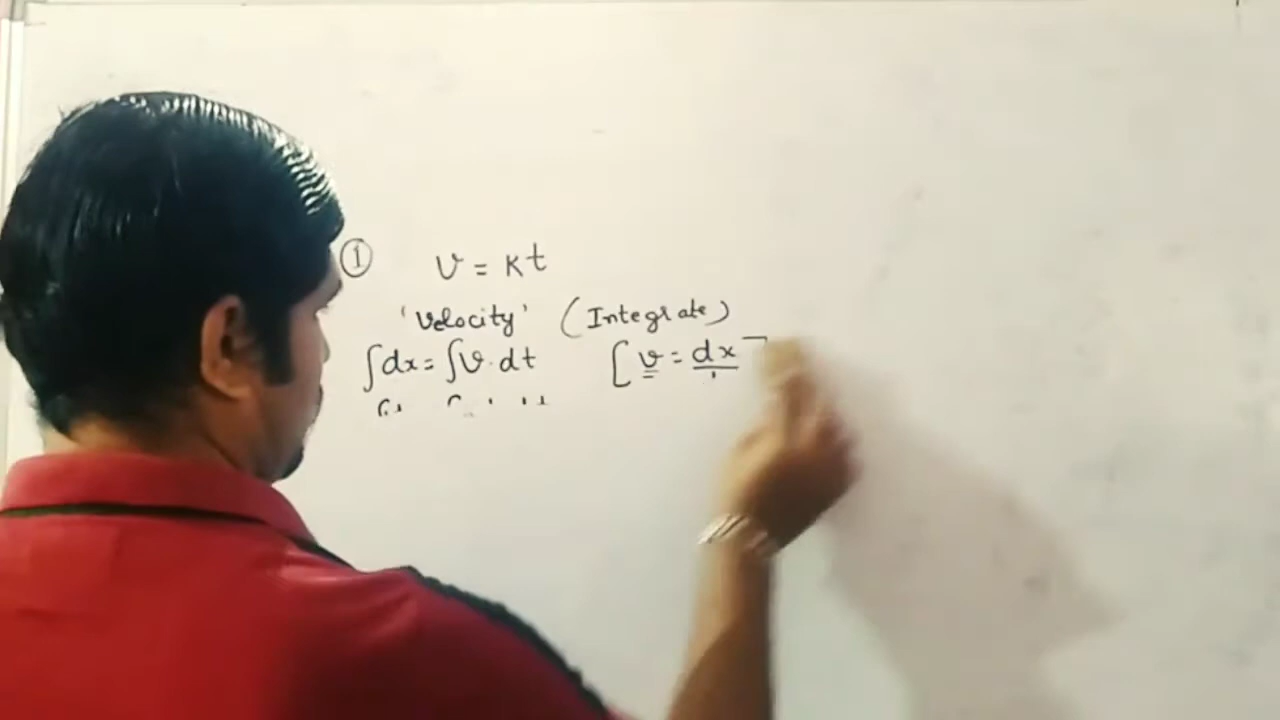 ① v = Kt
'Velocity' (Integrate)
∫dx = ∫v.dt [v = dx